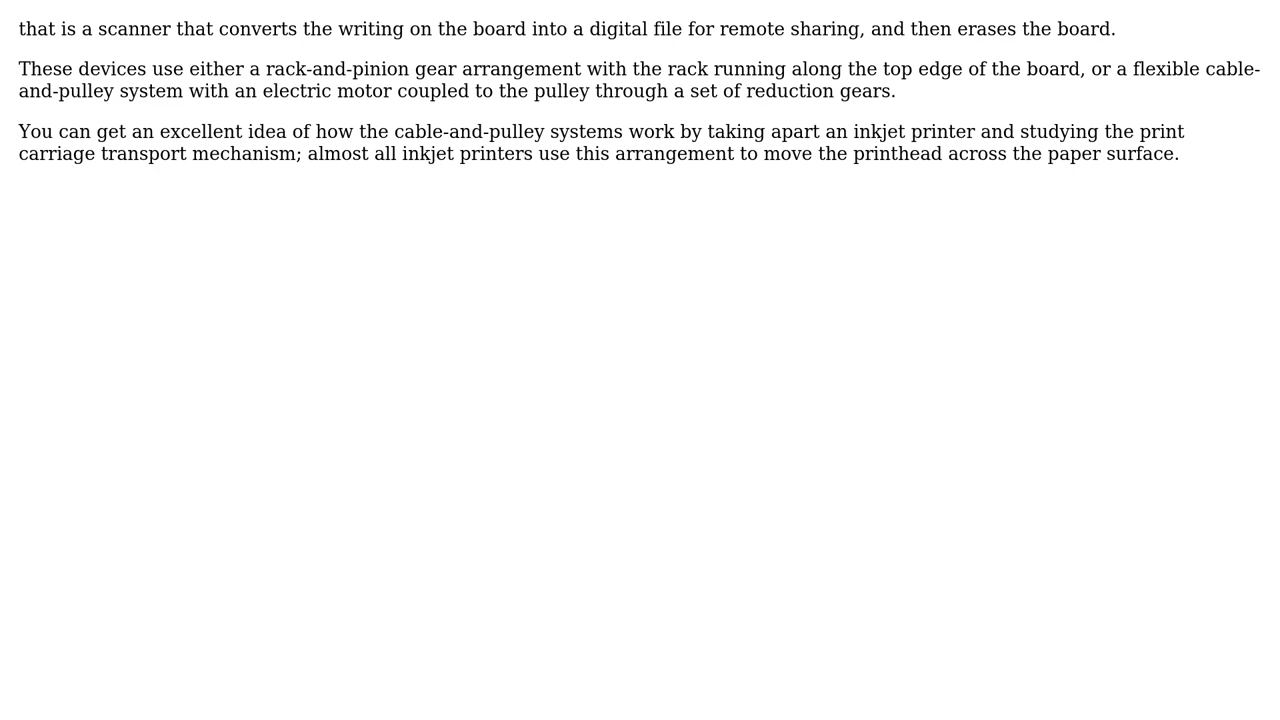 that is a scanner that converts the writing on the board into a digital file for remote sharing, and then erases the board.
These devices use either a rack-and-pinion gear arrangement with the rack running along the top edge of the board, or a flexible cable-
and-pulley system with an electric motor coupled to the pulley through a set of reduction gears.
You can get an excellent idea of how the cable-and-pulley systems work by taking apart an inkjet printer and studying the print
carriage transport mechanism; almost all inkjet printers use this arrangement to move the printhead across the paper surface.